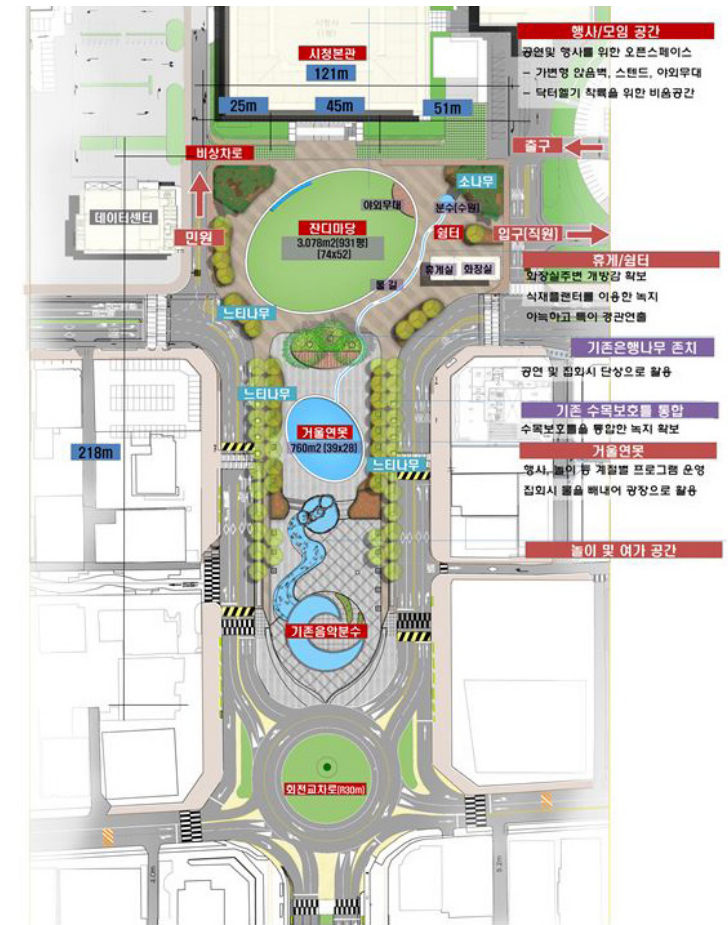 시청사
행사/모임 공간
공연및 행사를 위한 오픈스페이스
- 가변형 앉음벽, 스텐드, 야외무대
- 닥터헬기 착륙을 위한 비움공간
시청본관
121m
25m
45m
51m
출구
비상차로
소나무
데이터센터
민원
야외무대
분수(수원)
잔디마당
3.078m2(931평)
(74x52)
쉼터
입구(직원)
휴게/쉼터
화장실주변 개방감 확보
식재플랜터를 이용한 녹지
아늑하고 특이 경관연출
휴게실
화장실
물 길
느티나무
기존은행나무 존치
공연 및 집회시 단상으로 활용
느티나무
기존 수목보호틀 통합
수목보호틀을 통합한 녹지 확보
거울연못
760m2 (39x28)
거울연못
행사, 놀이 등 계절별 프로그램 운영
집회시 물을 빼내어 광장으로 활용
218m
느티나무
놀이 및 여가 공간
기존음악분수
회전교차로(R30m)